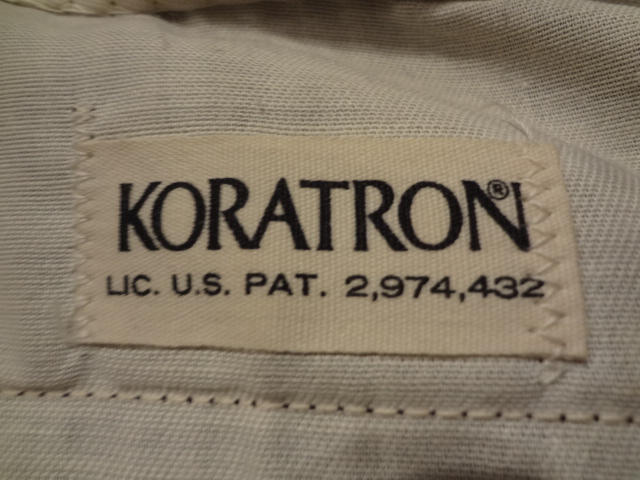 KORATRON®
LIC. U.S. PAT. 2,974,432